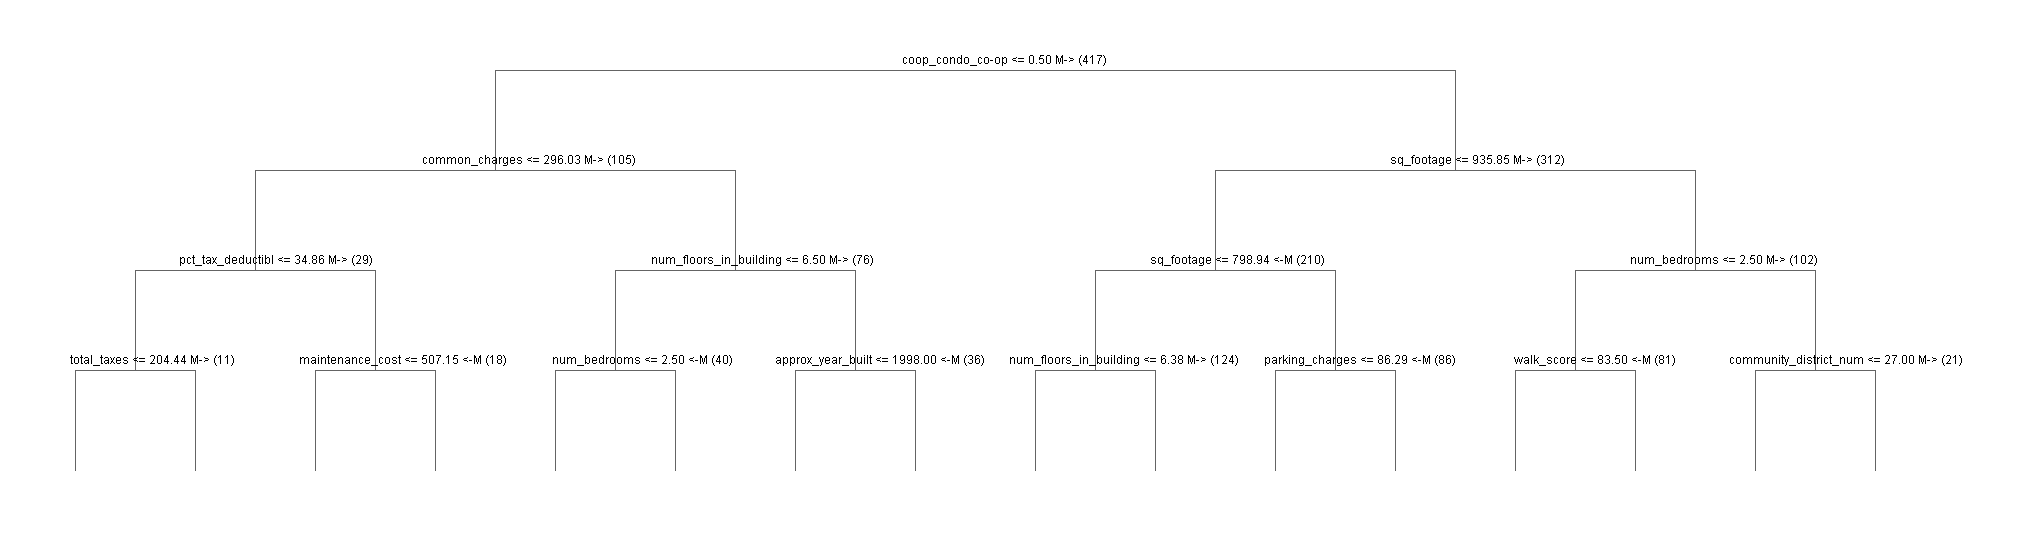 coop_condo_co-op <= 0.50 M-> (417)
common_charges <= 296.03 M-> (105)
sq_footage <= 935.85 M-> (312)
pct_tax_deductibl <= 34.86 M-> (29)
num_floors_in_building <= 6.50 M-> (76)
sq_footage <= 798.94 <-M (210)
num_bedrooms <= 2.50 M-> (102)
total_taxes <= 204.44 M-> (11)
maintenance_cost <= 507.15 <-M (18)
num_bedrooms <= 2.50 <-M (40)
approx_year_built <= 1998.00 <-M (36)
num_floors_in_building <= 6.38 M-> (124)
parking_charges <= 86.29 <-M (86)
walk_score <= 83.50 <-M (81)
community_district_num <= 27.00 M-> (21)